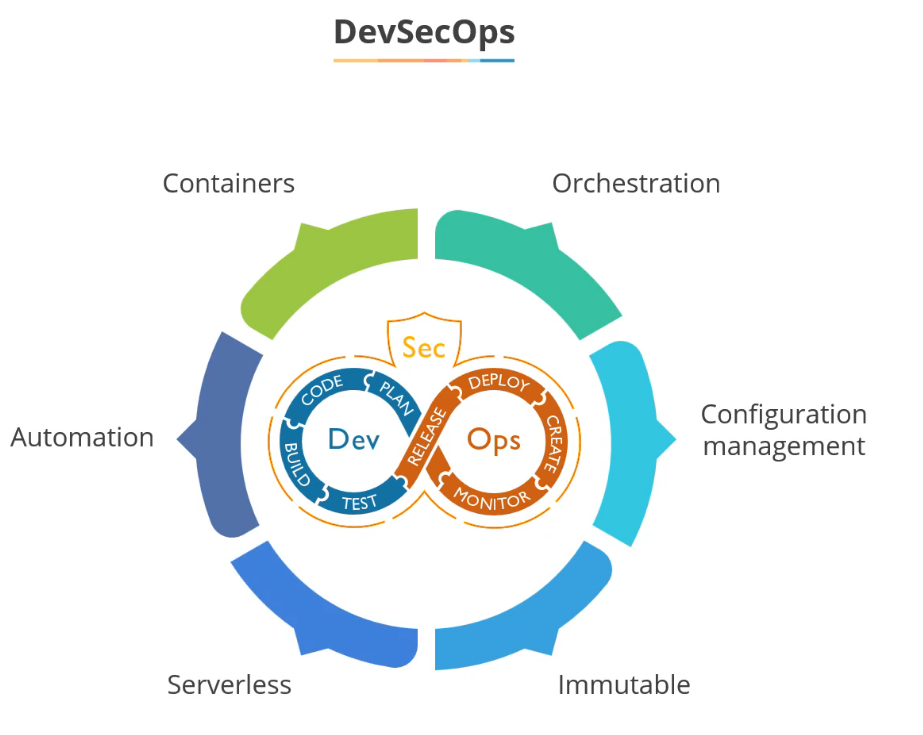 DevSecOps
Containers
Orchestration
Sec
CODE
PLAN
DEPLOY
Automation
BUILD
Dev
RELEASE
Ops
CREATE
Configuration
management
TEST
MONITOR
Serverless
Immutable